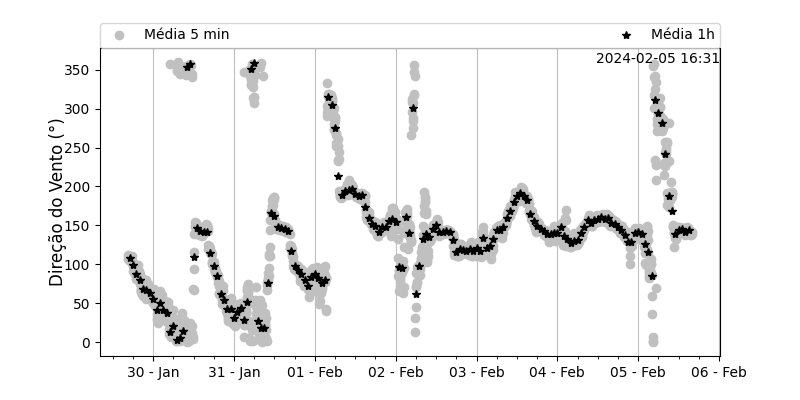 Média 5 min
Média 1h
2024-02-05 16:31
Direção do Vento (°)
350
300
250
200
150
100
50
0
30 - Jan
31 - Jan
01 - Feb
02 - Feb
03 - Feb
04 - Feb
05 - Feb
06 - Feb